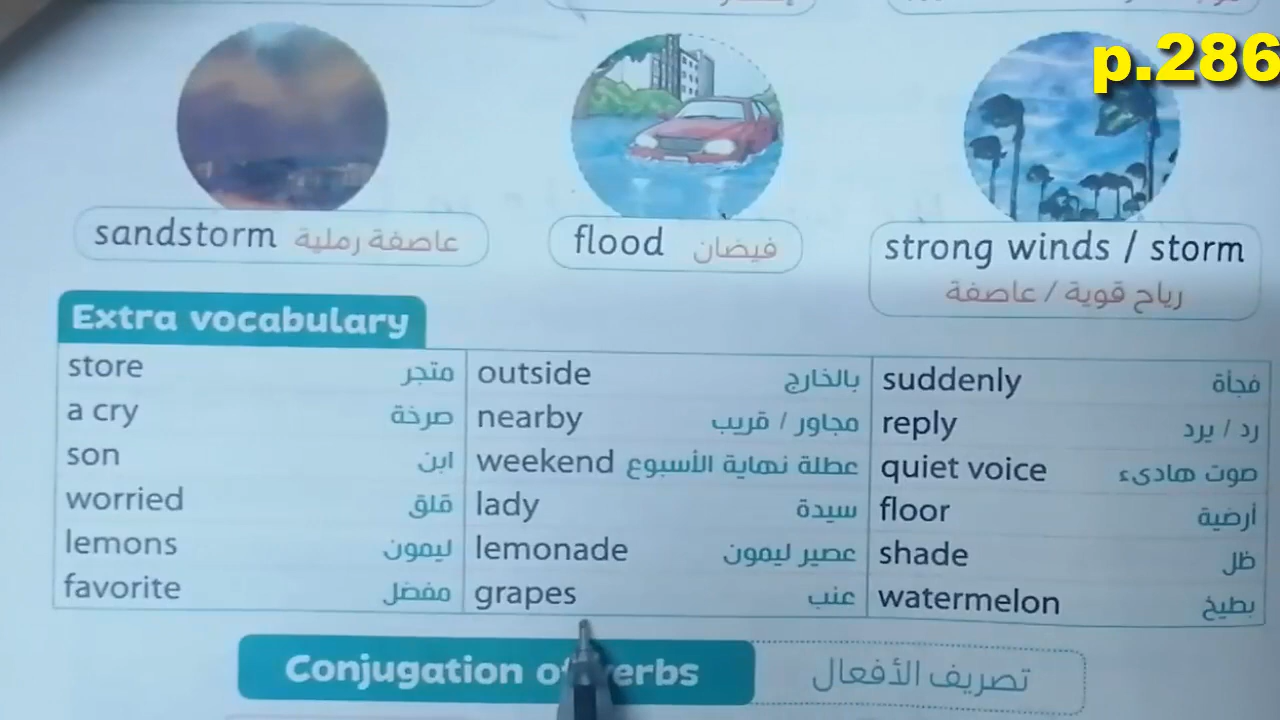 p.286
sandstorm عاصفة رملية
flood فيضان
strong winds / storm
رياح قوية / عاصفة
Extra vocabulary
store متجر outside بالخارج suddenly فجأة
a cry صرخة nearby مجاور / قريب reply رد / يرد
son ابن weekend عطلة نهاية الأسبوع quiet voice صوت هادىء
worried قلق lady سيدة floor أرضية
lemons ليمون lemonade عصير ليمون shade ظل
favorite مفضل grapes عنب watermelon بطيخ
Conjugation of verbs تصريف الأفعال